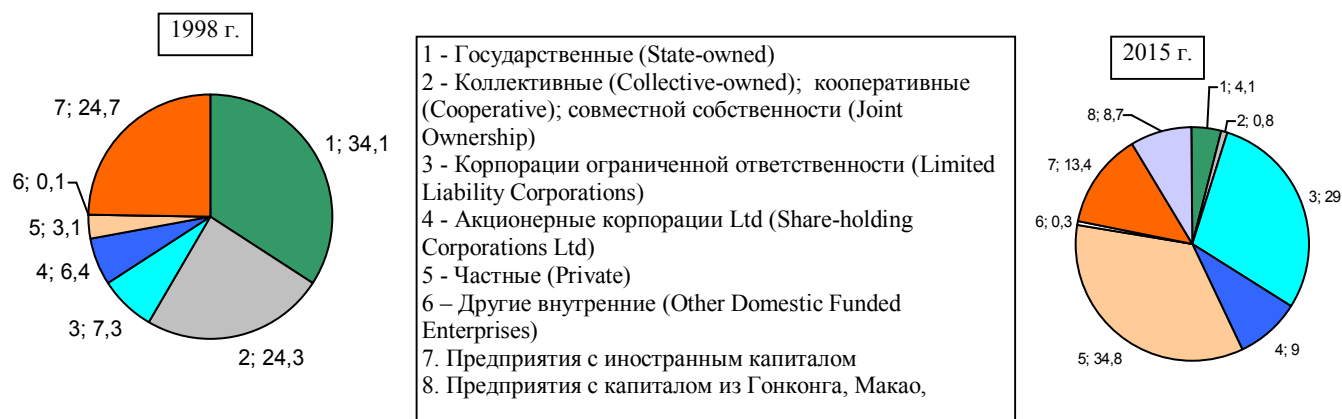 1998 г.
7; 24,7
1; 34,1
6; 0,1
5; 3,1
4; 6,4
3; 7,3
2; 24,3
1 - Государственные (State-owned)
2 - Коллективные (Collective-owned); кооперативные
(Cooperative); совместной собственности (Joint
Ownership)
3 - Корпорации ограниченной ответственности (Limited
Liability Corporations)
4 - Акционерные корпорации Ltd (Share-holding
Corporations Ltd)
5 - Частные (Private)
6 – Другие внутренние (Other Domestic Funded
Enterprises)
7. Предприятия с иностранным капиталом
8. Предприятия с капиталом из Гонконга, Макао,
2015 г.
1; 4,1
8; 8,7
2; 0,8
7; 13,4
3; 29
6; 0,3
5; 34,8
4; 9